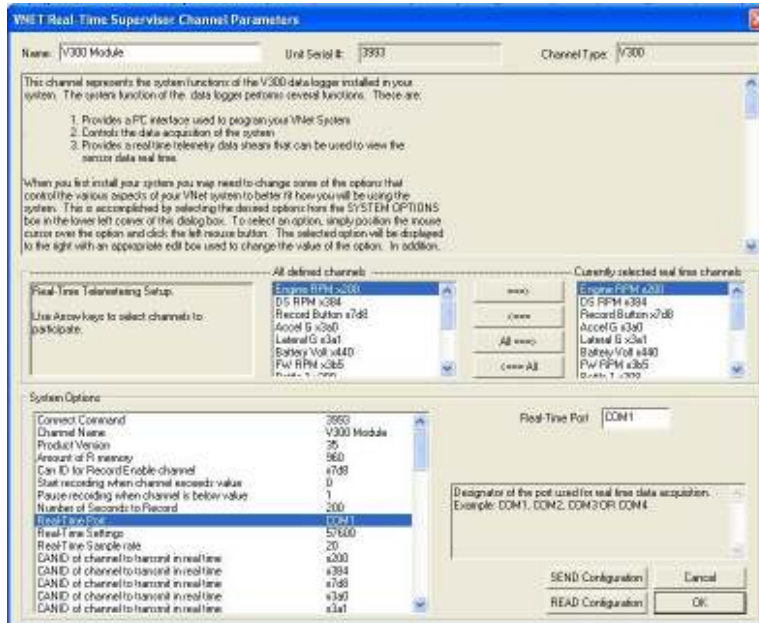 VNET Real-Time Supervisor Channel Parameters
Name: V300 Module Unit Serial #: 3993 Channel Type: V300
This channel represents the system functions of the V300 data logger installed in your
system. The system function of the data logger performs several functions. These are:
1. Provides a PC interface used to program your VNet System
2. Controls the data acquisition of the system
3. Provides a real time telemetry data stream that can be used to view the
sensor data real time.
When you first install your system you may need to change some of the options that
control the various aspects of your VNet system to better fit how you will be using the
system. This is accomplished by selecting the desired options from the SYSTEM OPTIONS
box in the lower left corner of this dialog box. To select an option, simply position the mouse
cursor over the option and click the left mouse button. The selected option will be displayed
to the right with an appropriate edit box used to change the value of the option. In addition,
All defined channels Currently selected real time channels
Real-Time Telemetering Setup.
Use Arrow keys to select channels to
participate.
Engine RPM x200
DS RPM x384
Record Button x7d8
Accel G x3a0
Lateral G x3a1
Battery Volt x440
FW RPM x3b5
===>
<===
All ===>
<=== All
Engine RPM x200
DS RPM x384
Record Button x7d8
Accel G x3a0
Lateral G x3a1
Battery Volt x440
FW RPM x3b5
System Options
Connect Command 3993
Channel Name V300 Module
Product Version 35
Amount of R memory 960
Can ID for Record Enable channel x7d8
Start recording when channel exceeds value 0
Pause recording when channel is below value 1
Number of Seconds to Record 200
Real-Time Port COM1
Real-Time Settings 57600
Real-Time Sample rate 20
CANID of channel to transmit in real time x200
CANID of channel to transmit in real time x384
CANID of channel to transmit in real time x7d8
CANID of channel to transmit in real time x3a0
CANID of channel to transmit in real time x3a1
Real-Time Port COM1
Designator of the port used for real time data acquisition.
Example: COM1, COM2, COM3 OR COM4
SEND Configuration Cancel
READ Configuration OK